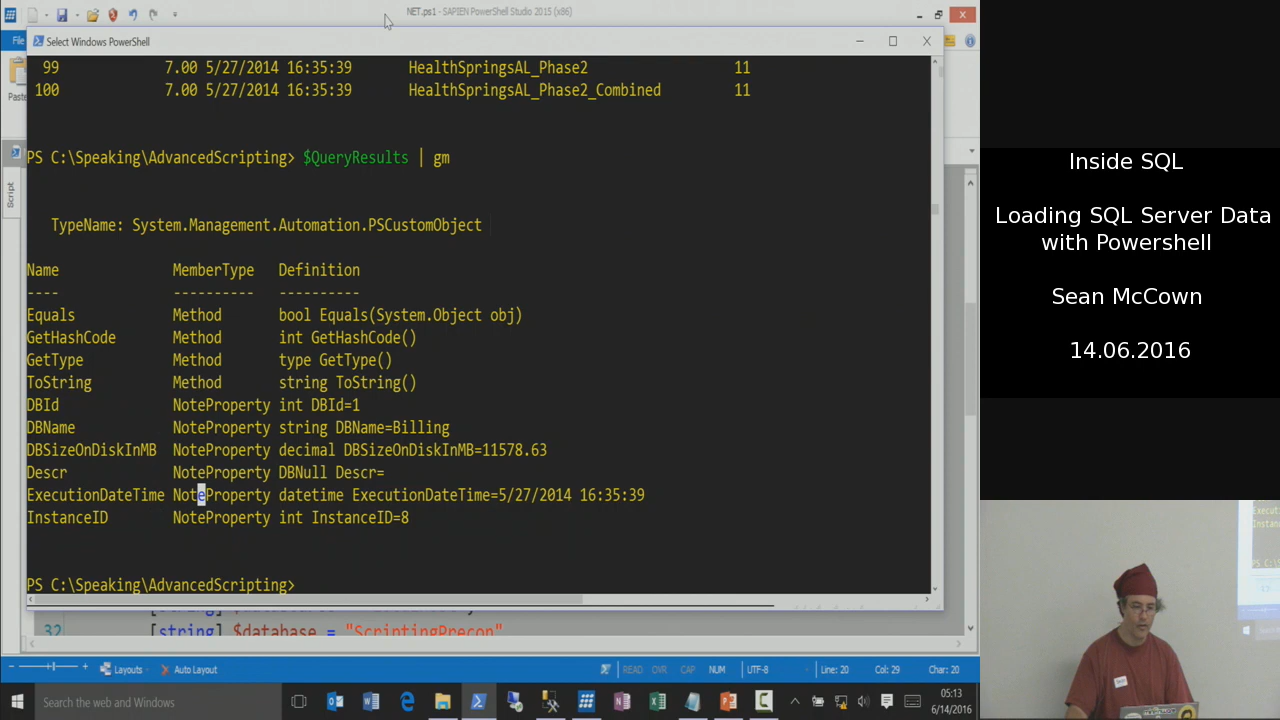 NET.ps1 - SAPIEN PowerShell Studio 2015 (x86)
File
Select Windows PowerShell
Paste
Script
99 7.00 5/27/2014 16:35:39 HealthSpringsAL_Phase2 11
100 7.00 5/27/2014 16:35:39 HealthSpringsAL_Phase2_Combined 11
PS C:\Speaking\AdvancedScripting> $QueryResults | gm
TypeName: System.Management.Automation.PSCustomObject
Name MemberType Definition
---- ---------- ----------
Equals Method bool Equals(System.Object obj)
GetHashCode Method int GetHashCode()
GetType Method type GetType()
ToString Method string ToString()
DBId NoteProperty int DBId=1
DBName NoteProperty string DBName=Billing
DBSizeOnDiskInMB NoteProperty decimal DBSizeOnDiskInMB=11578.63
Descr NoteProperty DBNull Descr=
ExecutionDateTime NoteProperty datetime ExecutionDateTime=5/27/2014 16:35:39
InstanceID NoteProperty int InstanceID=8
PS C:\Speaking\AdvancedScripting>
32 [string] $database = "ScriptingPrecon"
Layouts Auto Layout READ OVR CAP NUM UTF-8 Line: 20 Col: 29 Char: 20
Search the web and Windows
05:13
6/14/2016
Inside SQL
Loading SQL Server Data
with Powershell
Sean McCown
14.06.2016